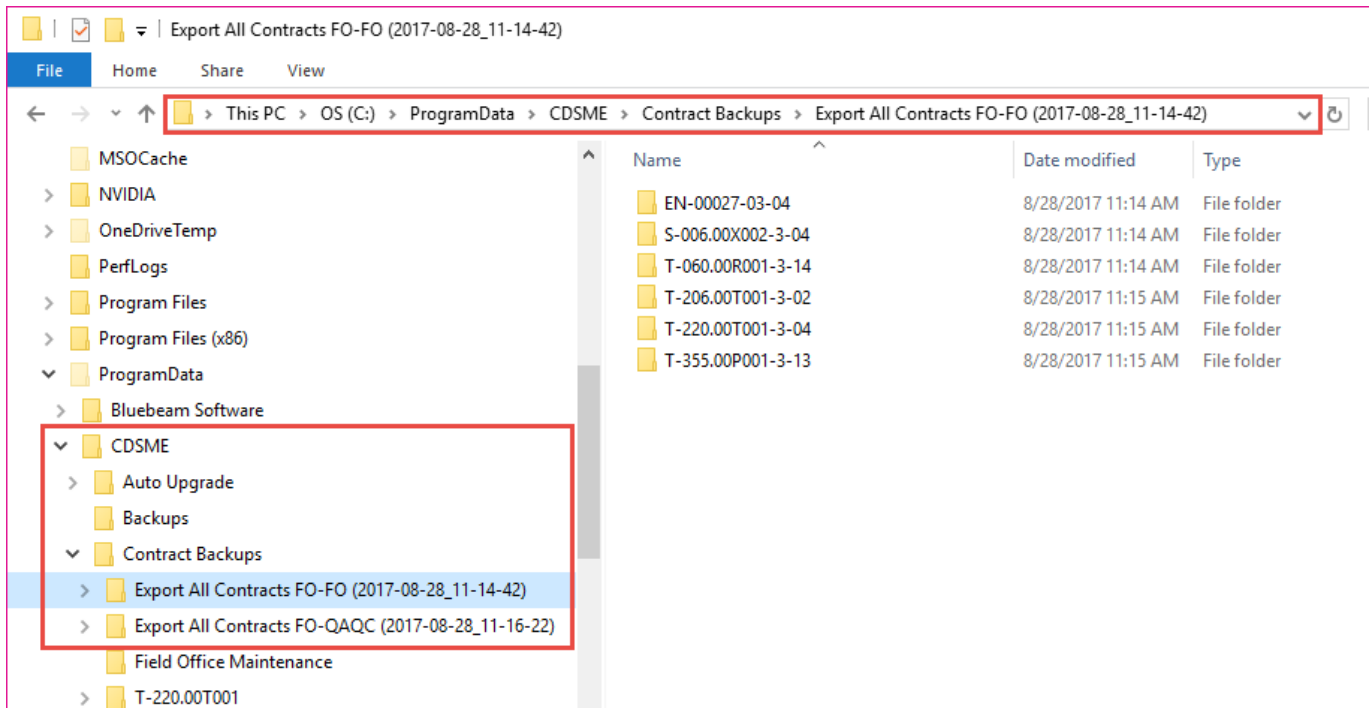 Export All Contracts FO-FO (2017-08-28_11-14-42)
File Home Share View
This PC > OS (C:) > ProgramData > CDSME > Contract Backups > Export All Contracts FO-FO (2017-08-28_11-14-42)
MSOCache
NVIDIA
OneDriveTemp
PerfLogs
Program Files
Program Files (x86)
ProgramData
Bluebeam Software
CDSME
Auto Upgrade
Backups
Contract Backups
Export All Contracts FO-FO (2017-08-28_11-14-42)
Export All Contracts FO-QAQC (2017-08-28_11-16-22)
Field Office Maintenance
T-220.00T001
Name Date modified Type
EN-00027-03-04 8/28/2017 11:14 AM File folder
S-006.00X002-3-04 8/28/2017 11:14 AM File folder
T-060.00R001-3-14 8/28/2017 11:14 AM File folder
T-206.00T001-3-02 8/28/2017 11:15 AM File folder
T-220.00T001-3-04 8/28/2017 11:15 AM File folder
T-355.00P001-3-13 8/28/2017 11:15 AM File folder